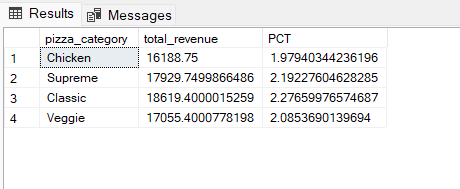 Results Messages
pizza_category total_revenue PCT
1 Chicken 16188.75 1.97940344236196
2 Supreme 17929.7499866486 2.19227604628285
3 Classic 18619.4000015259 2.27659976574687
4 Veggie 17055.4000778198 2.0853690139694